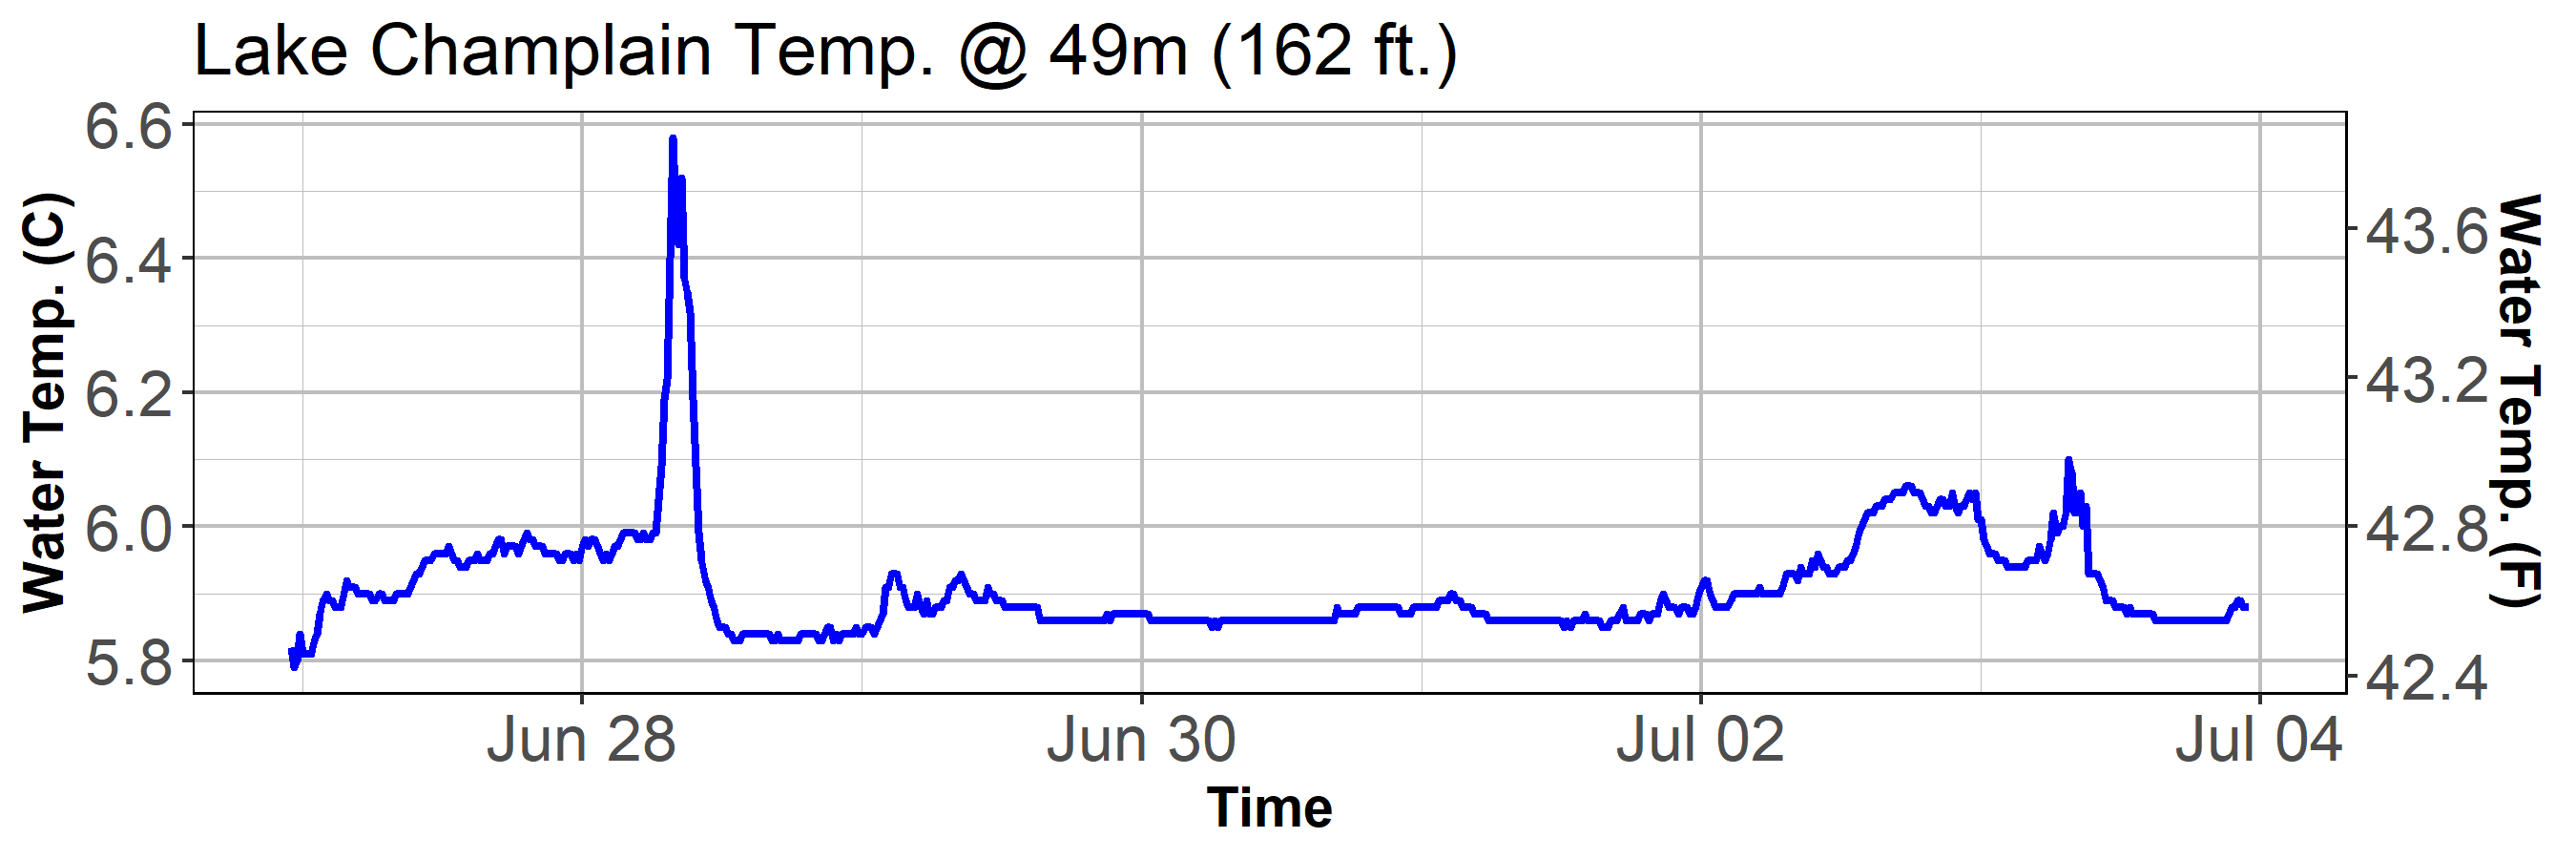 Lake Champlain Temp. @ 49m (162 ft.)
Water Temp. (C)
6.6
6.4
6.2
6.0
5.8
43.6
43.2
42.8
42.4
Water Temp. (F)
Jun 28 Jun 30 Jul 02 Jul 04
Time